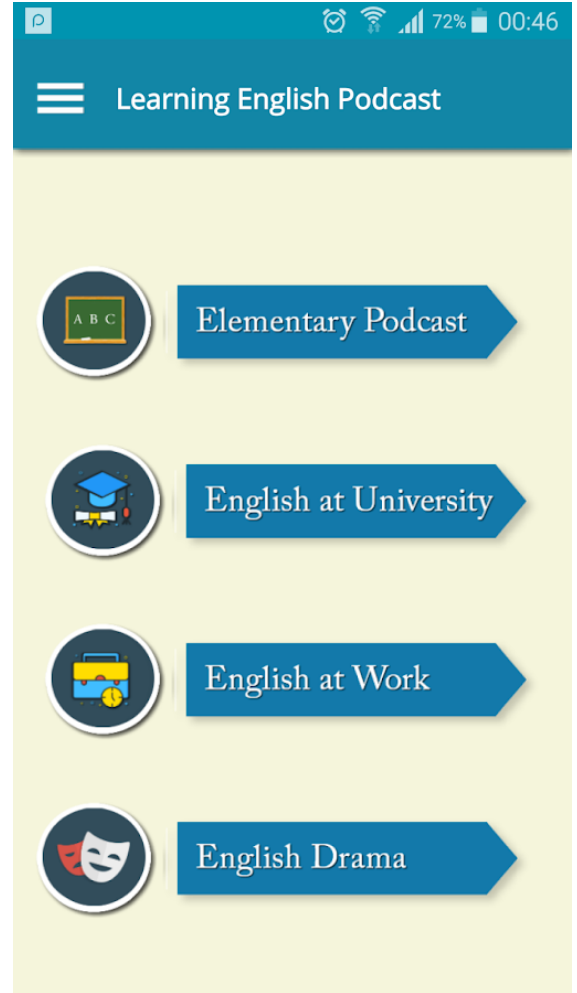 72% 00:46
Learning English Podcast
A B C
Elementary Podcast
English at University
English at Work
English Drama